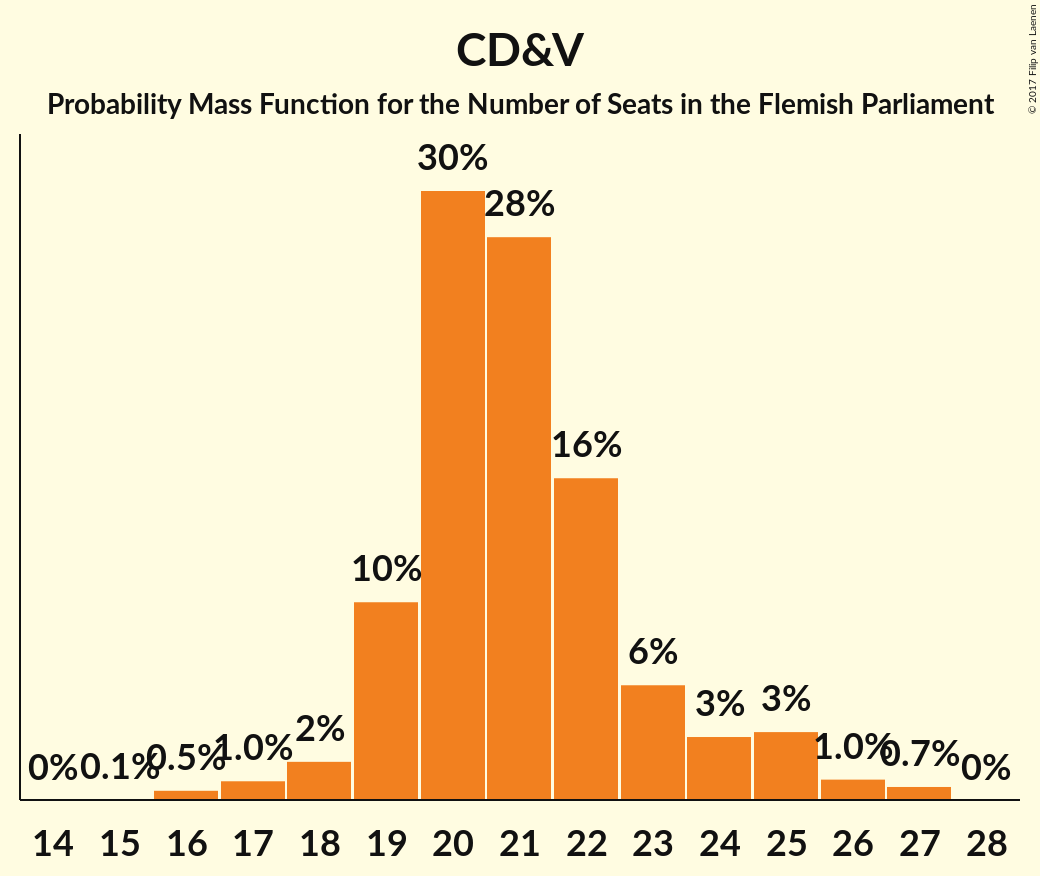 CD&V
Probability Mass Function for the Number of Seats in the Flemish Parliament
© 2017 Filip van Laenen
0% 0.1% 0.5% 1.0% 2% 10% 30% 28% 16% 6% 3% 3% 1.0% 0.7% 0%
14 15 16 17 18 19 20 21 22 23 24 25 26 27 28